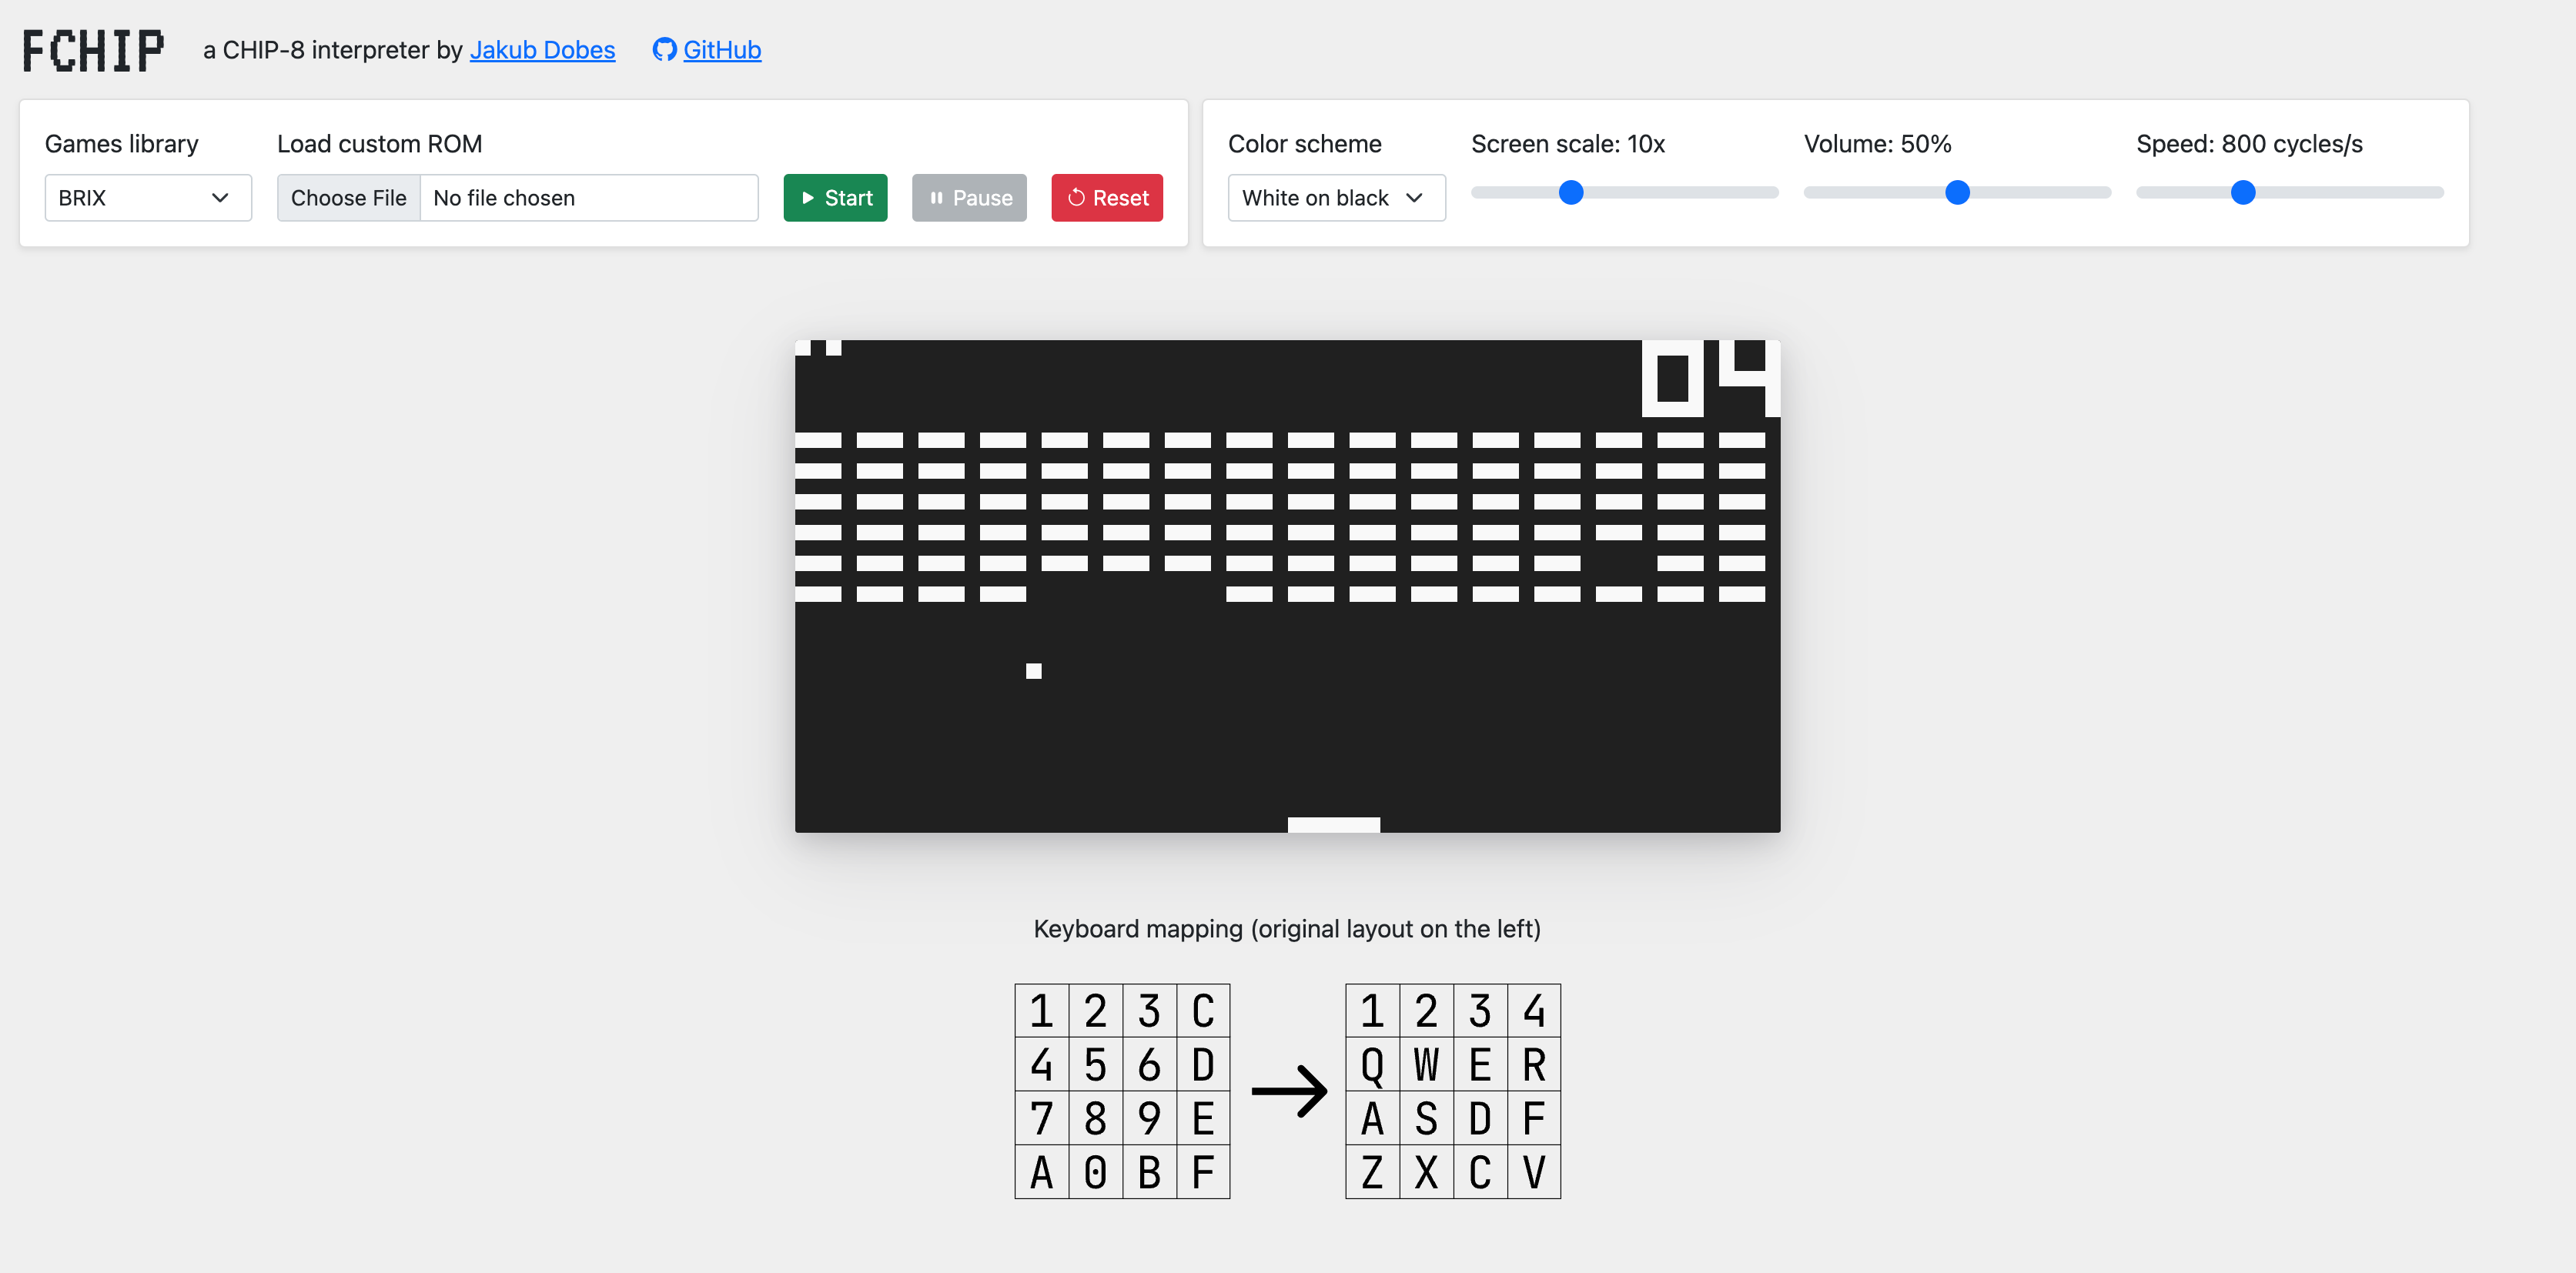 FCHIP a CHIP-8 interpreter by Jakub Dobes GitHub
Games library Load custom ROM Color scheme Screen scale: 10x Volume: 50% Speed: 800 cycles/s
BRIX Choose File No file chosen Start Pause Reset White on black
04
Keyboard mapping (original layout on the left)
1 2 3 C 1 2 3 4
4 5 6 D Q W E R
7 8 9 E A S D F
A 0 B F Z X C V